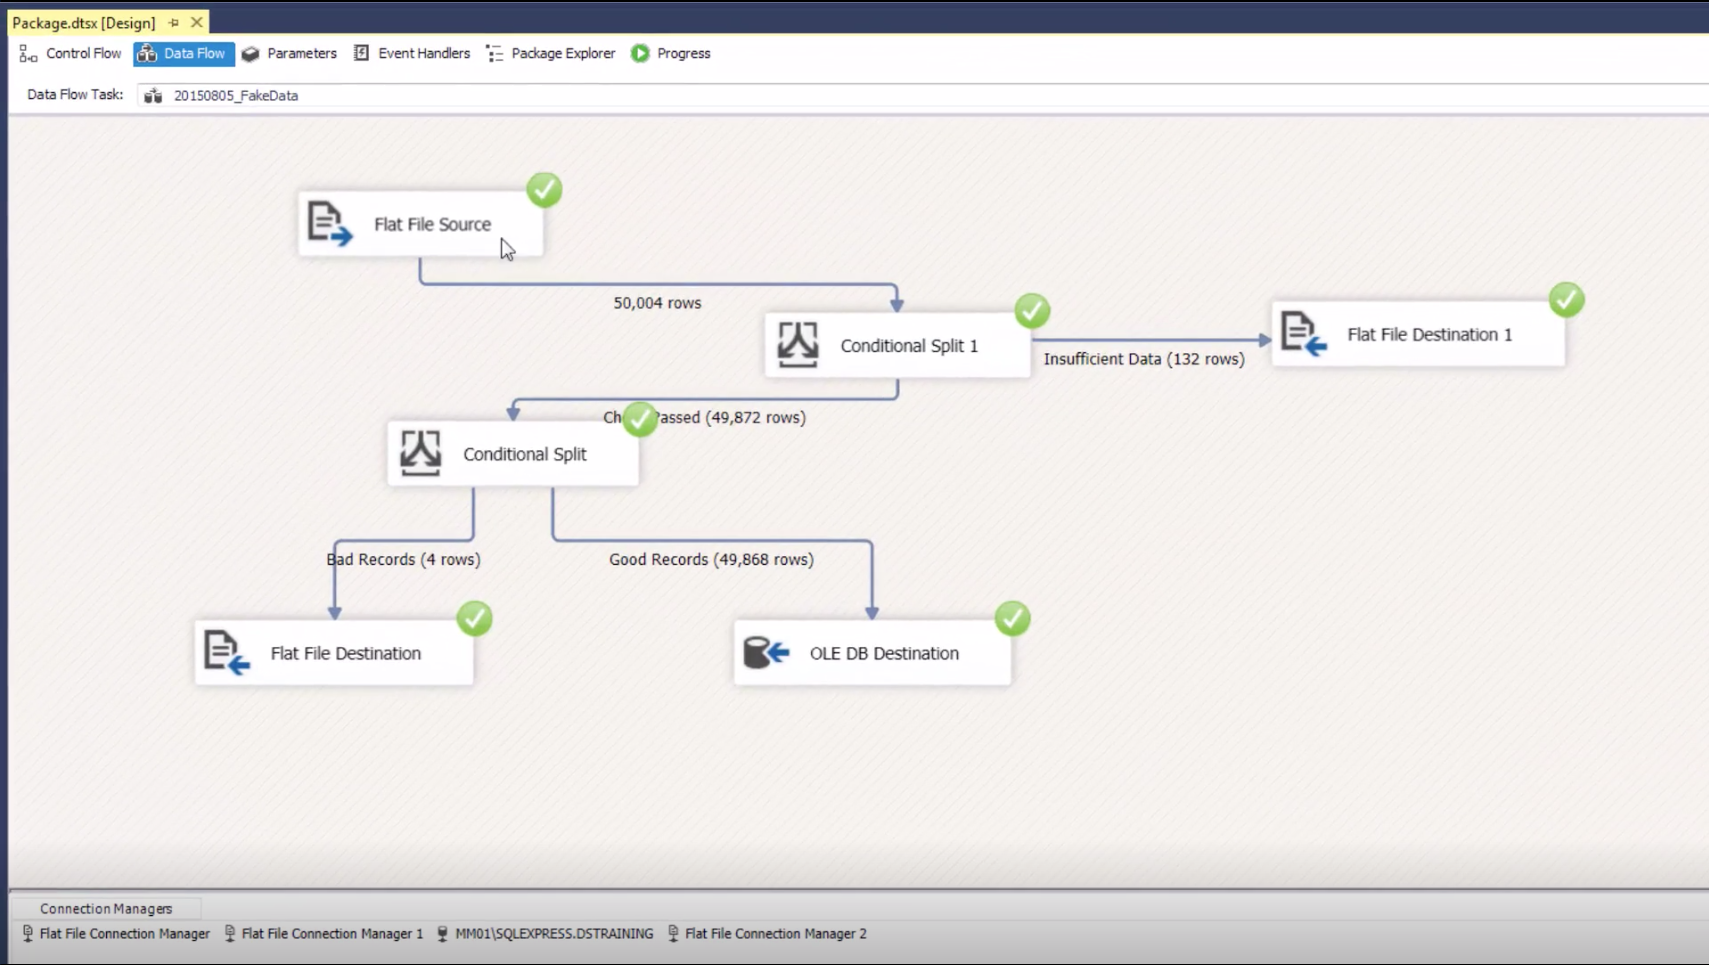 Package.dtsx [Design]
Control Flow Data Flow Parameters Event Handlers Package Explorer Progress
Data Flow Task: 20150805_FakeData
Flat File Source
50,004 rows
Conditional Split 1
Insufficient Data (132 rows)
Flat File Destination 1
assed (49,872 rows)
Conditional Split
Bad Records (4 rows)
Good Records (49,868 rows)
Flat File Destination
OLE DB Destination
Connection Managers
Flat File Connection Manager Flat File Connection Manager 1 MM01\SQLEXPRESS.DSTRAINING Flat File Connection Manager 2